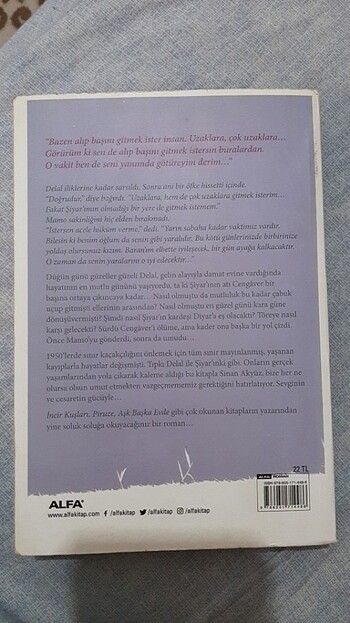 "Bazen alıp başını gitmek ister insan. Uzaklara, çok uzaklara...
Görürüm ki sen de alıp başını gitmek istersin buralardan.
O vakit ben de seni yanımda götüreyim derim..."
Delal iliklerine kadar sarsıldı. Sonra ani bir öfke hissetti içinde.
"Doğrudur," diye bağırdı. "Uzaklara, hem de çok uzaklara gitmek isterim...
Fakat Şiyar'ımın olmadığı bir yere de gitmek istemem."
Mamo sakinliğini hiç elden bırakmadı.
"İstersen acele hüküm verme," dedi. "Yarın sabaha kadar vaktimiz vardır.
Bilesin ki benim oğlum da senin gibi yaralıdır. Bu kötü günlerinizde birbirinize
yoldaş olursunuz kızım. Baran'ım elbette iyileşecek, bir gün ayağa kalkacaktır.
O zaman da senin yaralarını o iyi edecektir..."
Düğün günü güzeller güzeli Delal, gelin alayıyla damat evine vardığında
hayatının en mutlu gününü yaşıyordu, ta ki Şiyar'ın atı Cengâver bir
başına ortaya çıkıncaya kadar... Nasıl olmuştu da mutluluk bir kadar çabuk
uçup gitmişti ellerinin arasından? Nasıl olmuştu en güzel günü kara güne
dönüşüvermişti! Şimdi nasıl Şiyar'ın kardeşi Diyar'a eş olacaktı? Töreye nasıl
karşı gelecekti? Sürdü Cengâver'i ölüme, ama kader ona başka bir yol çizdi.
Önce Mamo'yu gönderdi, sonra da umudu...
1950'lerde sınır kaçakçılığını önlemek için tüm sınır mayınlanmış, yaşanan
kayıplarla hayatlar değişmişti. Tıpkı Delal ile Şiyar'ınki gibi. Onların gerçek
yaşamlarından yola çıkarak kaleme aldığı bu kitapla Sinan Akyüz, bize her ne
olursa olsun umut etmekten vazgeçmememiz gerektiğini hatırlatıyor. Sevginin
ve cesaretin gücüyle...
İncir Kuşları, Piruze, Aşk Başka Evde gibi çok okunan kitapların yazarından
yine soluk soluğa okuyacağınız bir roman...
22 TL
ALFA
www.alfakitap.com /alfakitap /alfakitap /alfakitap